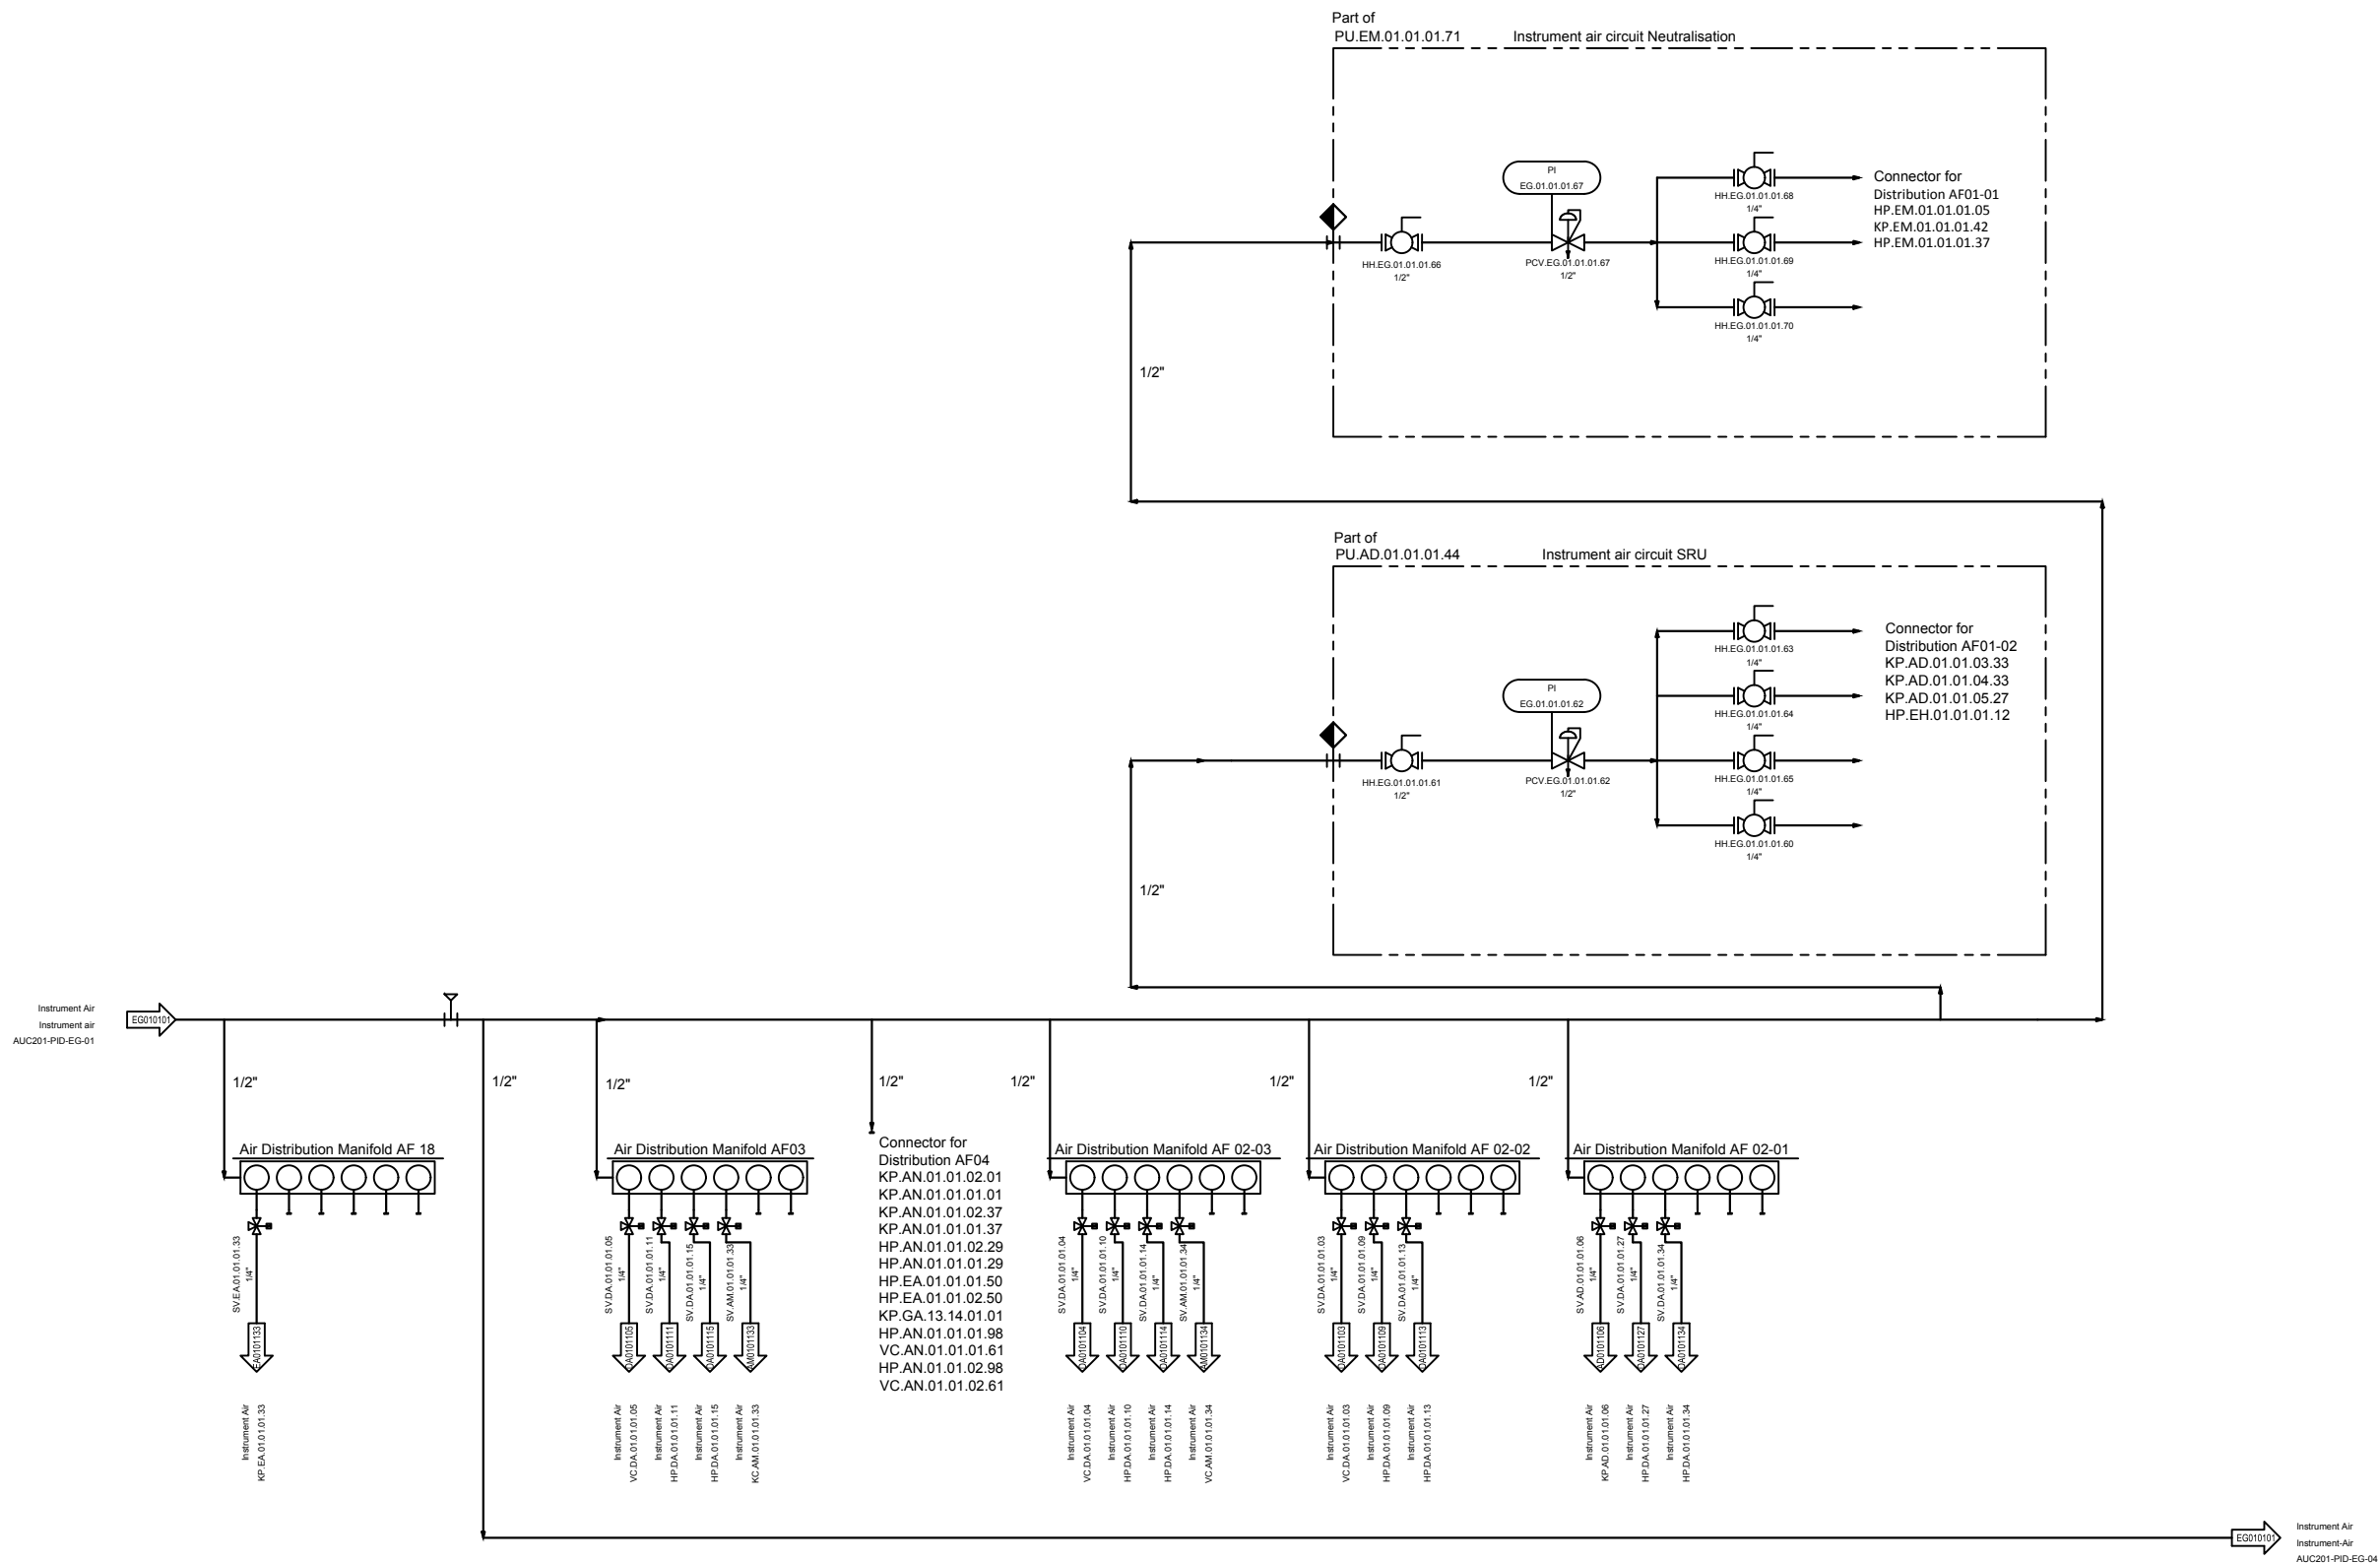 Part of
PU.EM.01.01.01.71
Instrument air circuit Neutralisation
PI
EG.01.01.01.67
HH.EG.01.01.01.68
1/4"
Connector for
Distribution AF01-01
HP.EM.01.01.01.05
KP.EM.01.01.01.42
HP.EM.01.01.01.37
HH.EG.01.01.01.66
1/2"
PCV.EG.01.01.01.67
1/2"
HH.EG.01.01.01.69
1/4"
HH.EG.01.01.01.70
1/4"
1/2"
Part of
PU.AD.01.01.01.44
Instrument air circuit SRU
PI
EG.01.01.01.62
HH.EG.01.01.01.63
1/4"
Connector for
Distribution AF01-02
KP.AD.01.01.03.33
KP.AD.01.01.04.33
KP.AD.01.01.05.27
HP.EH.01.01.01.12
HH.EG.01.01.01.64
1/4"
HH.EG.01.01.01.61
1/2"
PCV.EG.01.01.01.62
1/2"
HH.EG.01.01.01.65
1/4"
HH.EG.01.01.01.60
1/4"
1/2"
Instrument Air
Instrument air
AUC201-PID-EG-01
EG010101
1/2"
1/2"
1/2"
1/2"
1/2"
1/2"
1/2"
Air Distribution Manifold AF 18
SV.EA.01.01.01.33
1/4"
EA0101133
Instrument Air
KP.EA.01.01.01.33
Air Distribution Manifold AF03
SV.DA.01.01.01.05
1/4"
SV.DA.01.01.01.11
1/4"
SV.DA.01.01.01.15
1/4"
SV.AM.01.01.01.33
1/4"
DA0101105
DA0101111
DA0101115
AM0101133
Instrument Air
VC.DA.01.01.01.05
Instrument Air
HP.DA.01.01.01.11
Instrument Air
HP.DA.01.01.01.15
Instrument Air
KC.AM.01.01.01.33
Connector for
Distribution AF04
KP.AN.01.01.02.01
KP.AN.01.01.01.01
KP.AN.01.01.02.37
KP.AN.01.01.01.37
HP.AN.01.01.02.29
HP.AN.01.01.01.29
HP.EA.01.01.01.50
HP.EA.01.01.02.50
KP.GA.13.14.01.01
HP.AN.01.01.01.98
VC.AN.01.01.01.61
HP.AN.01.01.02.98
VC.AN.01.01.02.61
Air Distribution Manifold AF 02-03
SV.DA.01.01.01.04
1/4"
SV.DA.01.01.01.10
1/4"
SV.DA.01.01.01.14
1/4"
SV.AM.01.01.01.34
1/4"
DA0101104
DA0101110
DA0101114
AM0101134
Instrument Air
VC.DA.01.01.01.04
Instrument Air
HP.DA.01.01.01.10
Instrument Air
HP.DA.01.01.01.14
Instrument Air
VC.AM.01.01.01.34
Air Distribution Manifold AF 02-02
SV.DA.01.01.01.03
1/4"
SV.DA.01.01.01.09
1/4"
SV.DA.01.01.01.13
1/4"
DA0101103
DA0101109
DA0101113
Instrument Air
VC.DA.01.01.01.03
Instrument Air
HP.DA.01.01.01.09
Instrument Air
HP.DA.01.01.01.13
Air Distribution Manifold AF 02-01
SV.AD.01.01.01.06
1/4"
SV.DA.01.01.01.27
1/4"
SV.DA.01.01.01.34
1/4"
AD0101106
DA0101127
DA0101134
Instrument Air
KP.AD.01.01.01.06
Instrument Air
HP.DA.01.01.01.27
Instrument Air
HP.DA.01.01.01.34
EG010101
Instrument Air
Instrument-Air
AUC201-PID-EG-04